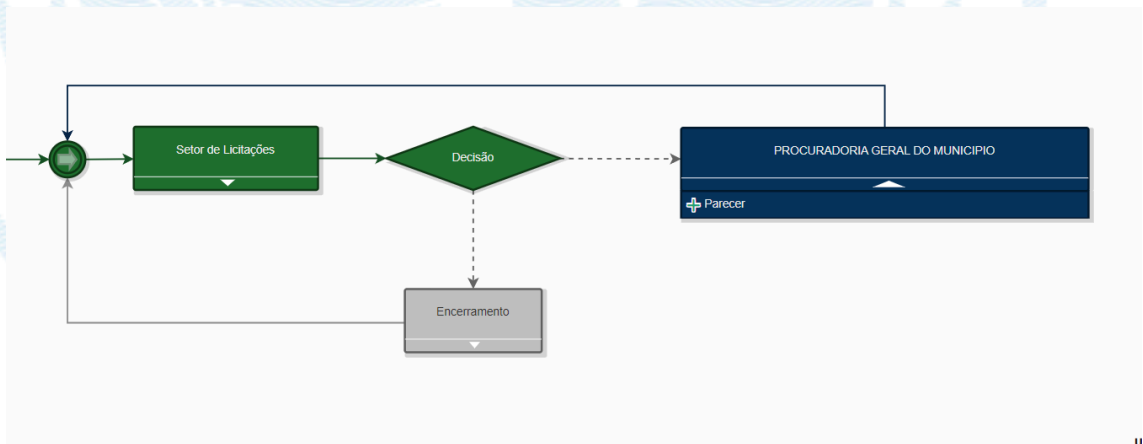 Setor de Licitações
Decisão
PROCURADORIA GERAL DO MUNICIPIO
Parecer
Encerramento